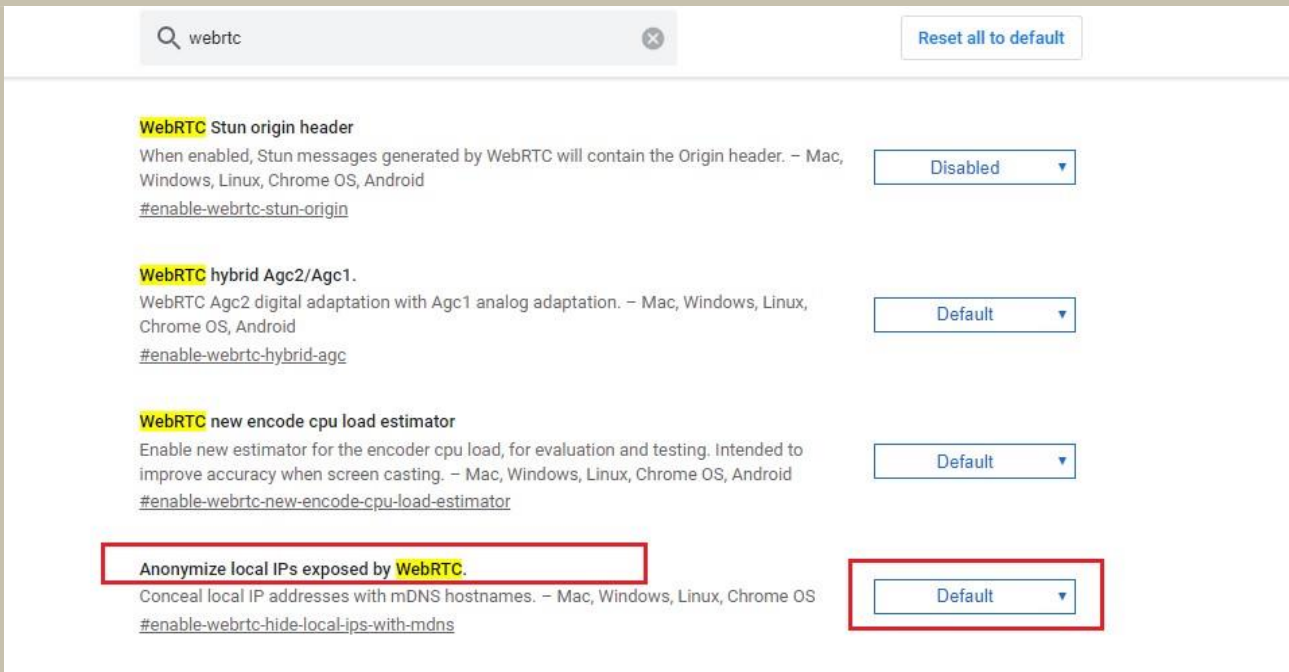 webrtc
Reset all to default
WebRTC Stun origin header
When enabled, Stun messages generated by WebRTC will contain the Origin header. – Mac,
Windows, Linux, Chrome OS, Android
#enable-webrtc-stun-origin
Disabled
WebRTC hybrid Agc2/Agc1.
WebRTC Agc2 digital adaptation with Agc1 analog adaptation. – Mac, Windows, Linux,
Chrome OS, Android
#enable-webrtc-hybrid-agc
Default
WebRTC new encode cpu load estimator
Enable new estimator for the encoder cpu load, for evaluation and testing. Intended to
improve accuracy when screen casting. – Mac, Windows, Linux, Chrome OS, Android
#enable-webrtc-new-encode-cpu-load-estimator
Default
Anonymize local IPs exposed by WebRTC.
Conceal local IP addresses with mDNS hostnames. – Mac, Windows, Linux, Chrome OS
#enable-webrtc-hide-local-ips-with-mdns
Default